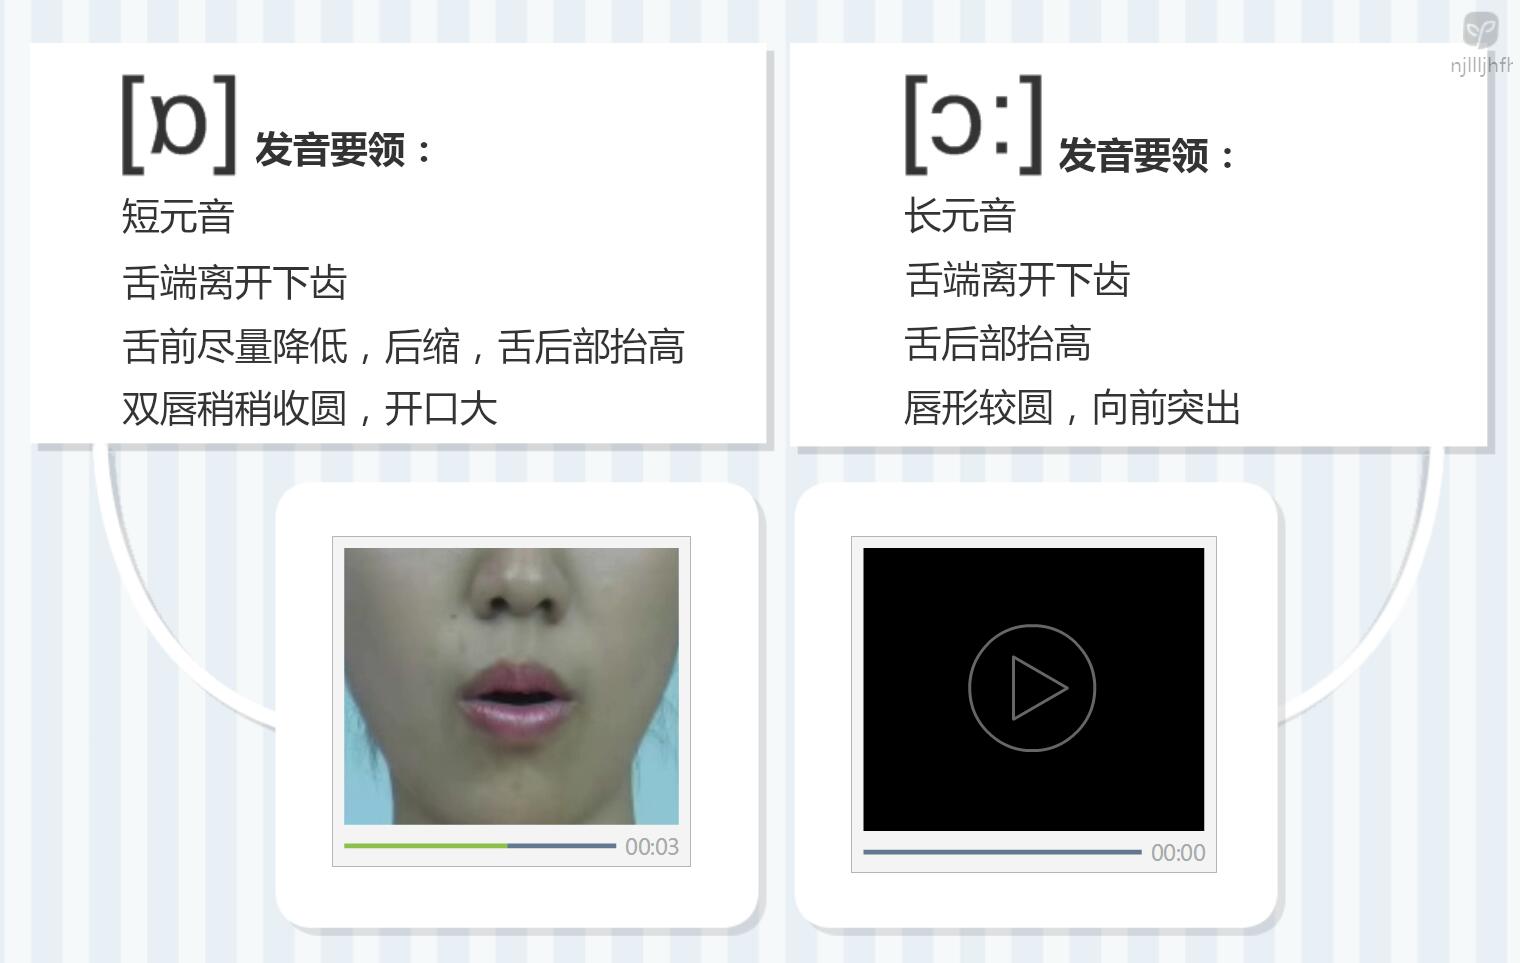 [ɒ] 发音要领：
短元音
舌端离开下齿
舌前尽量降低，后缩，舌后部抬高
双唇稍稍收圆，开口大
[ɔ:] 发音要领：
长元音
舌端离开下齿
舌后部抬高
唇形较圆，向前突出
00:03
00:00